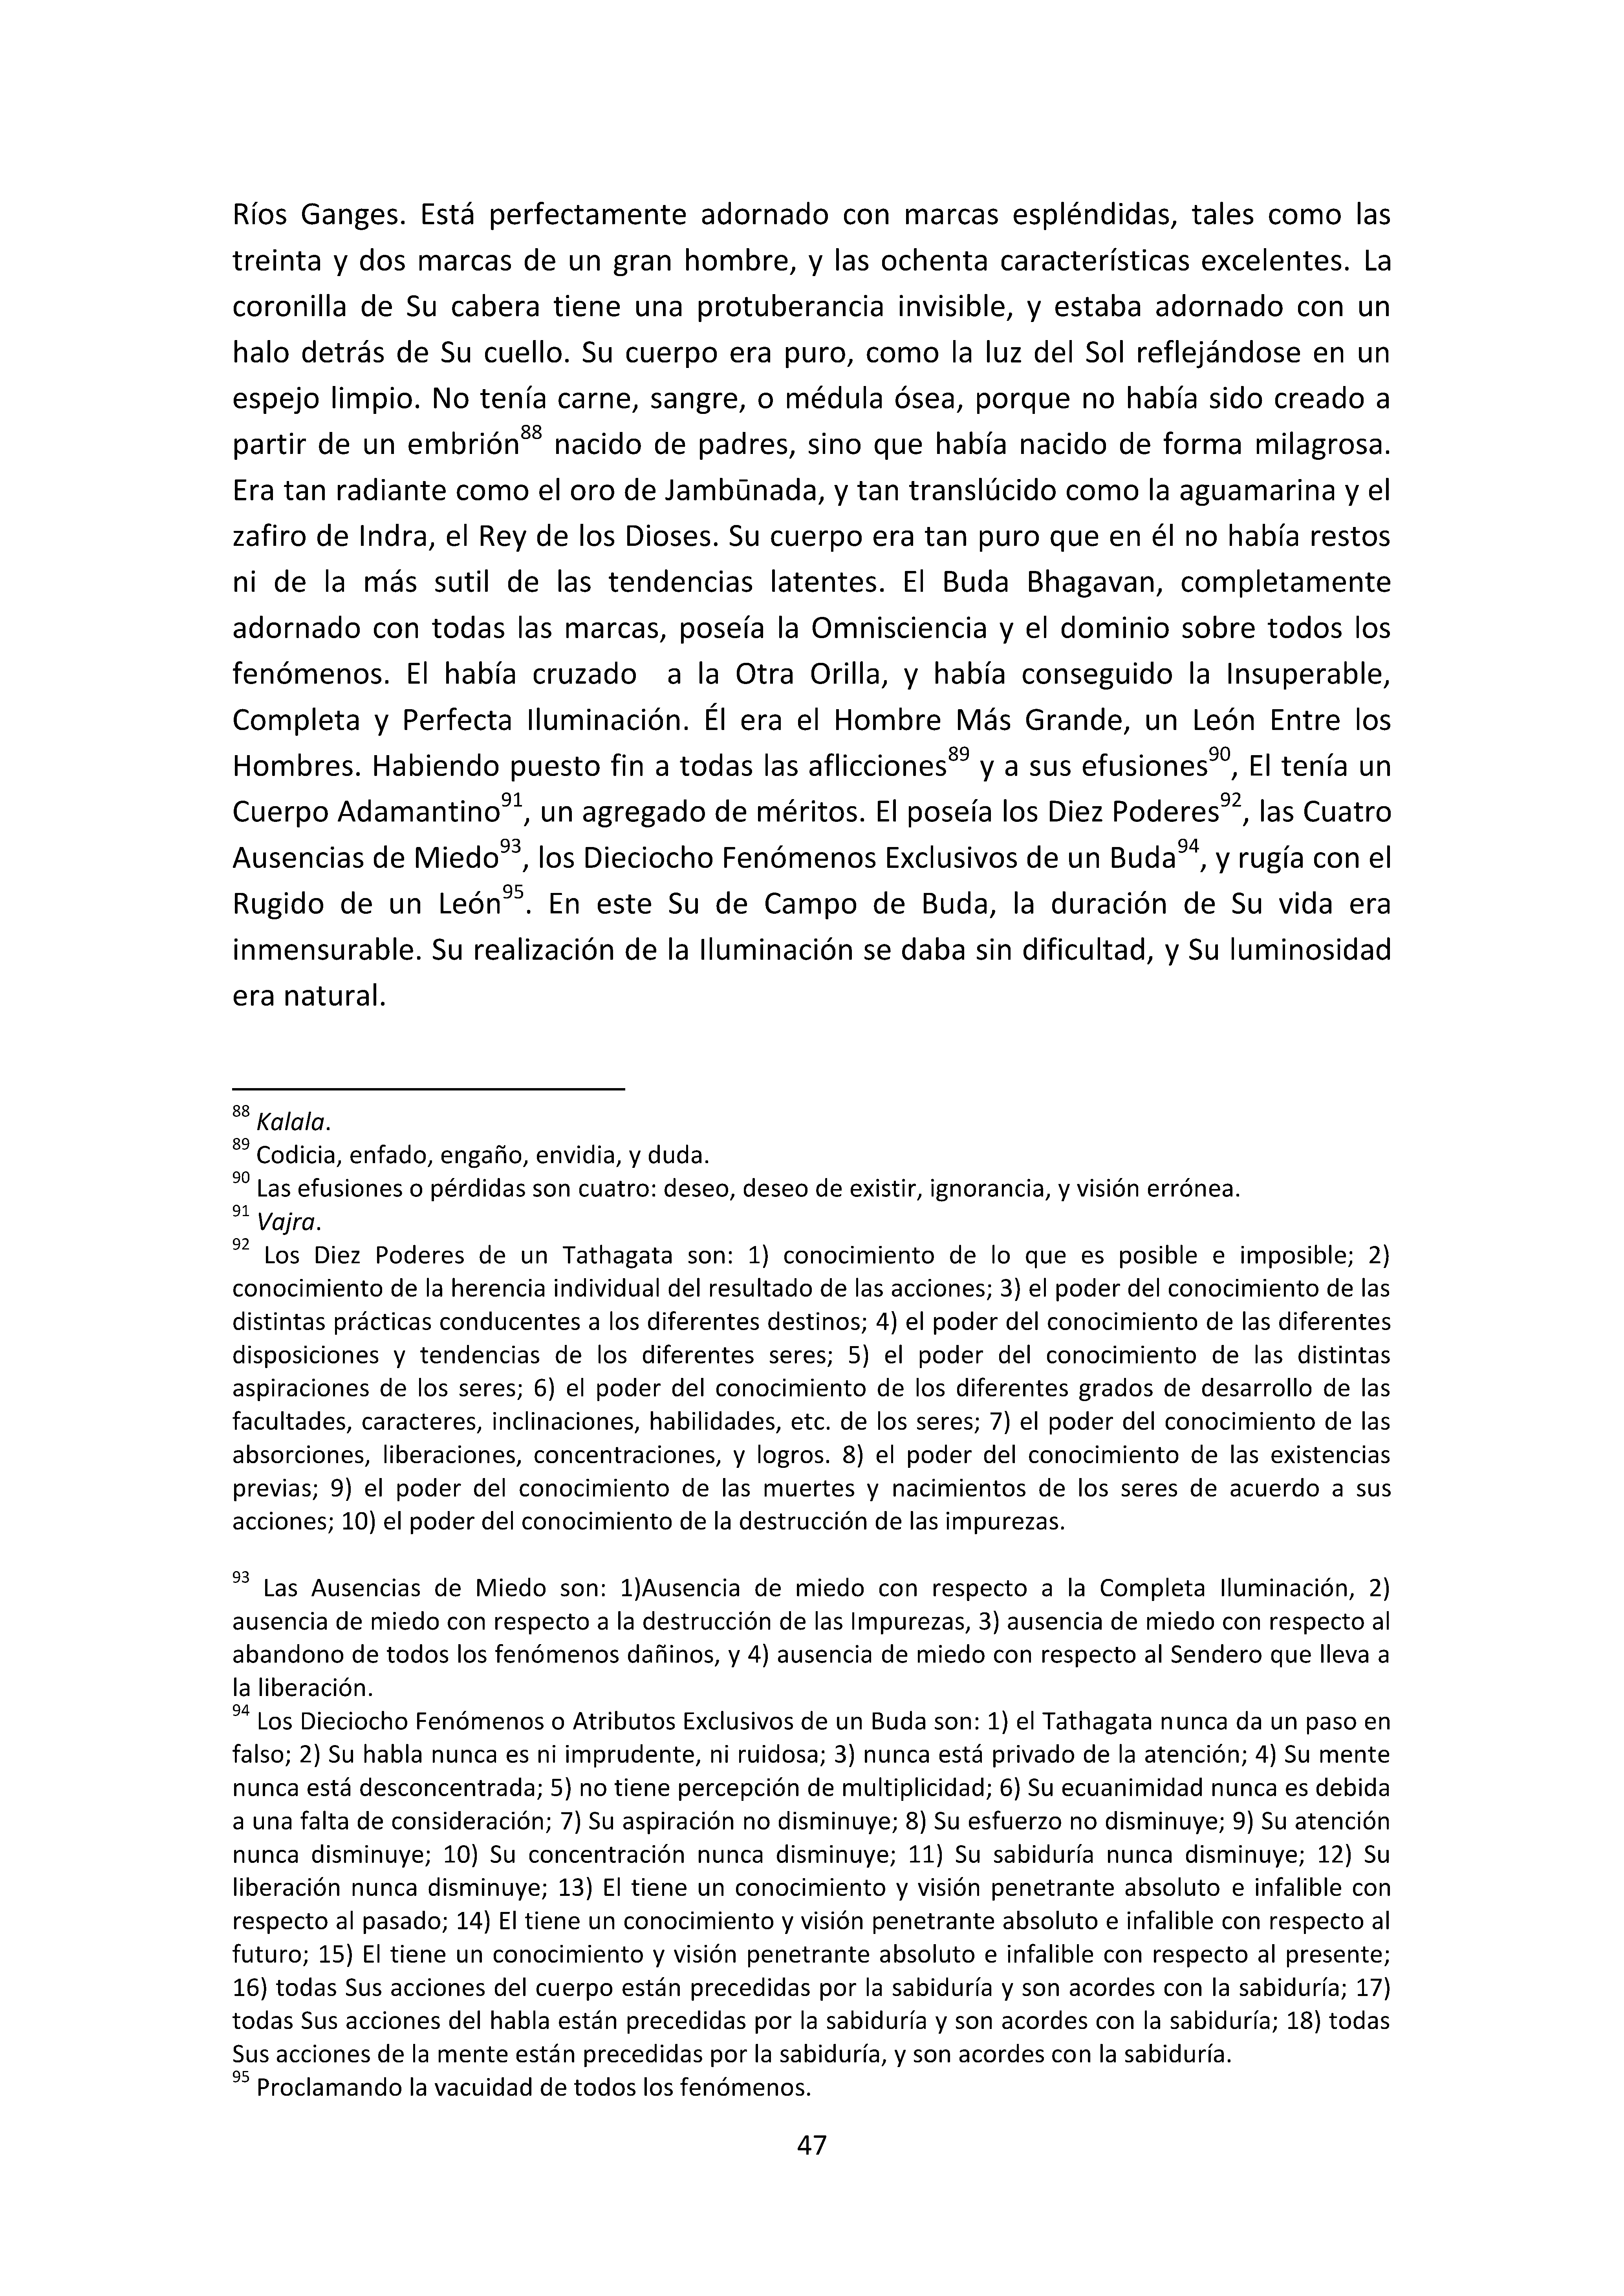 Ríos Ganges. Está perfectamente adornado con marcas espléndidas, tales como las
treinta y dos marcas de un gran hombre, y las ochenta características excelentes. La
coronilla de Su cabera tiene una protuberancia invisible, y estaba adornado con un
halo detrás de Su cuello. Su cuerpo era puro, como la luz del Sol reflejándose en un
espejo limpio. No tenía carne, sangre, o médula ósea, porque no había sido creado a
partir de un embrión88 nacido de padres, sino que había nacido de forma milagrosa.
Era tan radiante como el oro de Jambūnada, y tan translúcido como la aguamarina y el
zafiro de Indra, el Rey de los Dioses. Su cuerpo era tan puro que en él no había restos
ni de la más sutil de las tendencias latentes. El Buda Bhagavan, completamente
adornado con todas las marcas, poseía la Omnisciencia y el dominio sobre todos los
fenómenos. El había cruzado  a la Otra Orilla, y había conseguido la Insuperable,
Completa y Perfecta Iluminación. Él era el Hombre Más Grande, un León Entre los
Hombres. Habiendo puesto fin a todas las aflicciones89 y a sus efusiones90, El tenía un
Cuerpo Adamantino91, un agregado de méritos. El poseía los Diez Poderes92, las Cuatro
Ausencias de Miedo93, los Dieciocho Fenómenos Exclusivos de un Buda94, y rugía con el
Rugido de un León95. En este Su de Campo de Buda, la duración de Su vida era
inmensurable. Su realización de la Iluminación se daba sin dificultad, y Su luminosidad
era natural.
88 Kalala.
89 Codicia, enfado, engaño, envidia, y duda.
90 Las efusiones o pérdidas son cuatro: deseo, deseo de existir, ignorancia, y visión errónea.
91 Vajra.
92 Los Diez Poderes de un Tathagata son: 1) conocimiento de lo que es posible e imposible; 2)
conocimiento de la herencia individual del resultado de las acciones; 3) el poder del conocimiento de las
distintas prácticas conducentes a los diferentes destinos; 4) el poder del conocimiento de las diferentes
disposiciones y tendencias de los diferentes seres; 5) el poder del conocimiento de las distintas
aspiraciones de los seres; 6) el poder del conocimiento de los diferentes grados de desarrollo de las
facultades, caracteres, inclinaciones, habilidades, etc. de los seres; 7) el poder del conocimiento de las
absorciones, liberaciones, concentraciones, y logros. 8) el poder del conocimiento de las existencias
previas; 9) el poder del conocimiento de las muertes y nacimientos de los seres de acuerdo a sus
acciones; 10) el poder del conocimiento de la destrucción de las impurezas.
93 Las Ausencias de Miedo son: 1)Ausencia de miedo con respecto a la Completa Iluminación, 2)
ausencia de miedo con respecto a la destrucción de las Impurezas, 3) ausencia de miedo con respecto al
abandono de todos los fenómenos dañinos, y 4) ausencia de miedo con respecto al Sendero que lleva a
la liberación.
94 Los Dieciocho Fenómenos o Atributos Exclusivos de un Buda son: 1) el Tathagata nunca da un paso en
falso; 2) Su habla nunca es ni imprudente, ni ruidosa; 3) nunca está privado de la atención; 4) Su mente
nunca está desconcentrada; 5) no tiene percepción de multiplicidad; 6) Su ecuanimidad nunca es debida
a una falta de consideración; 7) Su aspiración no disminuye; 8) Su esfuerzo no disminuye; 9) Su atención
nunca disminuye; 10) Su concentración nunca disminuye; 11) Su sabiduría nunca disminuye; 12) Su
liberación nunca disminuye; 13) El tiene un conocimiento y visión penetrante absoluto e infalible con
respecto al pasado; 14) El tiene un conocimiento y visión penetrante absoluto e infalible con respecto al
futuro; 15) El tiene un conocimiento y visión penetrante absoluto e infalible con respecto al presente;
16) todas Sus acciones del cuerpo están precedidas por la sabiduría y son acordes con la sabiduría; 17)
todas Sus acciones del habla están precedidas por la sabiduría y son acordes con la sabiduría; 18) todas
Sus acciones de la mente están precedidas por la sabiduría, y son acordes con la sabiduría.
95 Proclamando la vacuidad de todos los fenómenos.
47